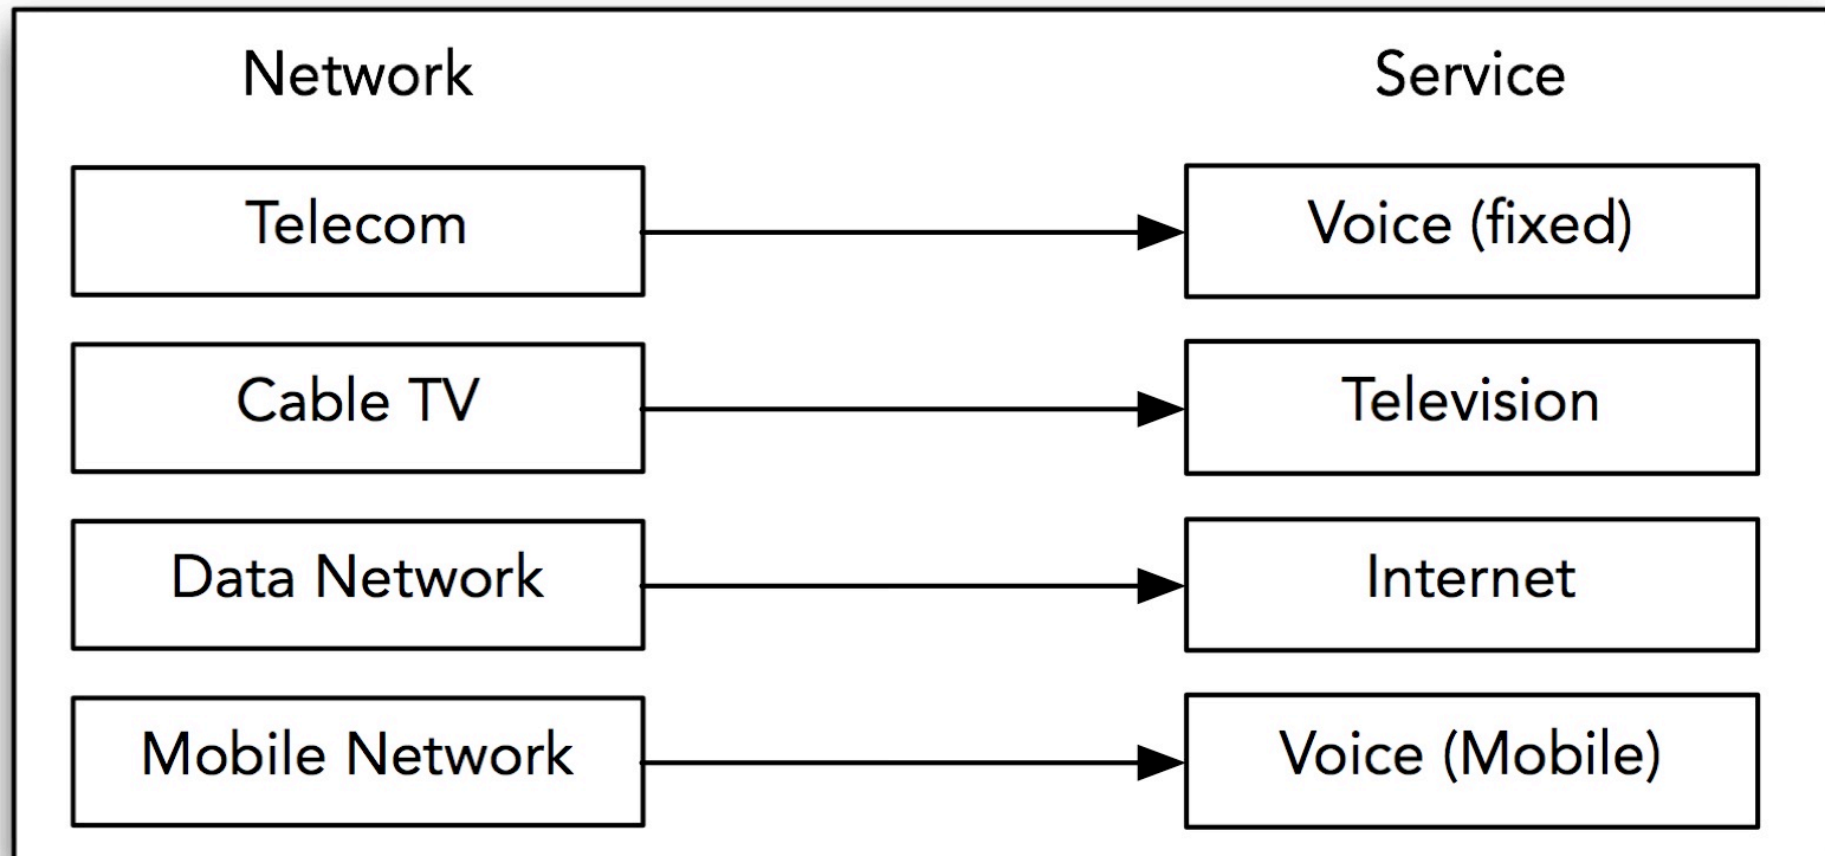 Network
Service
Telecom
Voice (fixed)
Cable TV
Television
Data Network
Internet
Mobile Network
Voice (Mobile)